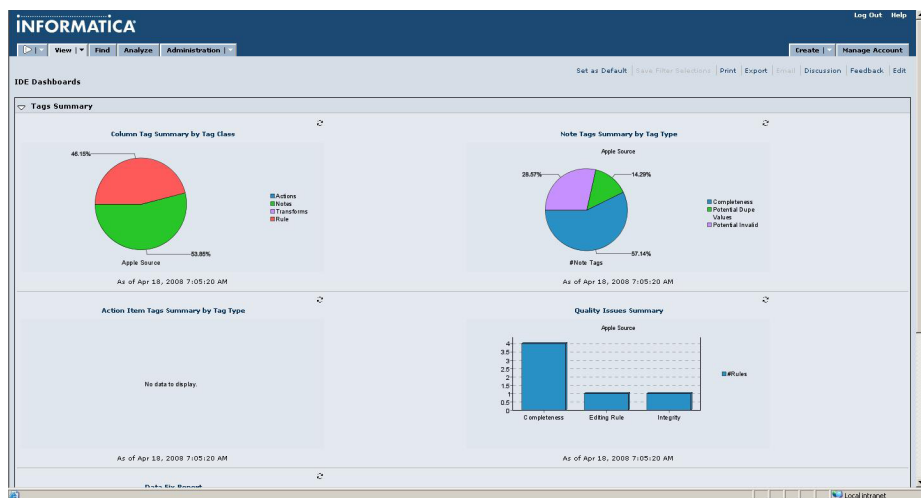 Log Out Help
INFORMATICA
View Find Analyze Administration Create Manage Account
Set as Default Save Filter Selections Print Export Email Discussion Feedback Edit
IDE Dashboards
Tags Summary
Column Tag Summary by Tag Class
46.15%
Actions
Notes
Transforms
Rule
53.85%
Apple Source
As of Apr 18, 2008 7:05:20 AM
Note Tags Summary by Tag Type
Apple Source
28.57%
14.29%
Completeness
Potential Dupe
Values
Potential Invalid
57.14%
#Note Tags
As of Apr 18, 2008 7:05:20 AM
Action Item Tags Summary by Tag Type
No data to display.
As of Apr 18, 2008 7:05:20 AM
Quality Issues Summary
Apple Source
4
3.5
3
2.5
2
1.5
1
0.5
0
#Rules
Completeness Editing Rule Integrity
As of Apr 18, 2008 7:05:20 AM
Data Fix Report
Local intranet